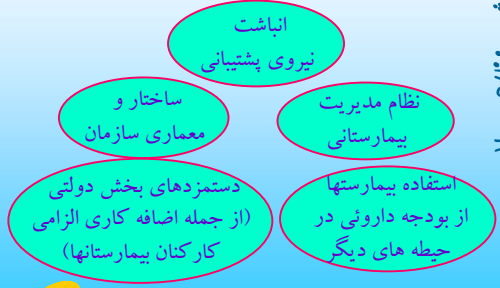 انباشت
نیروی پشتیبانی
نظام مدیریت
بیمارستانی
ساختار و
معماری سازمان
استفاده بیمارستها
از بودجه داروئی در
حیطه های دیگر
دستمزدهای بخش دولتی
(از جمله اضافه کاری الزامی
کارکنان بیمارستانها)